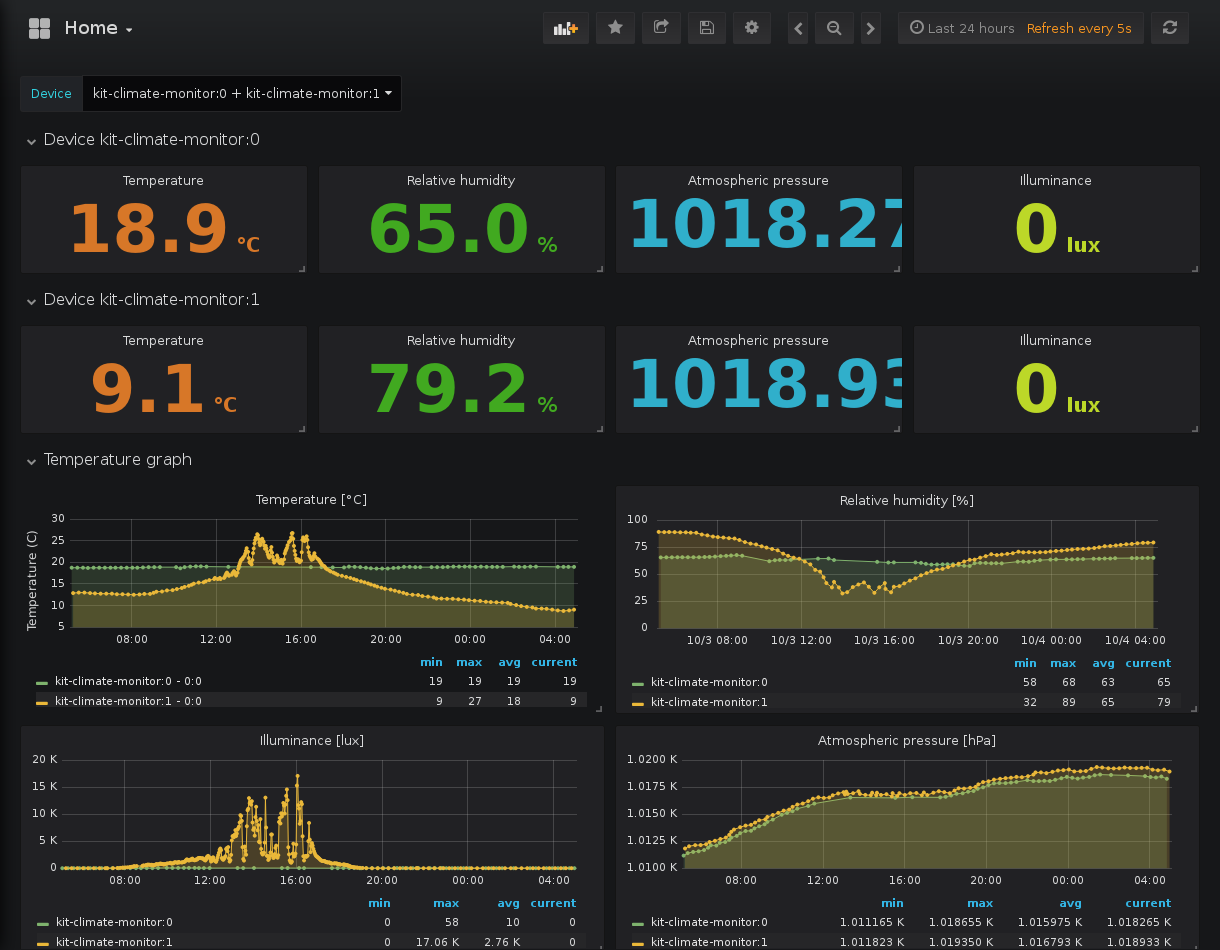 Home
Last 24 hours Refresh every 5s
Device kit-climate-monitor:0 + kit-climate-monitor:1
Device kit-climate-monitor:0
Temperature Relative humidity Atmospheric pressure Illuminance
18.9 °C 65.0 % 1018.27 0 lux
Device kit-climate-monitor:1
Temperature Relative humidity Atmospheric pressure Illuminance
9.1 °C 79.2 % 1018.93 0 lux
Temperature graph
Temperature [°C]
Temperature (C)
30
25
20
15
10
5
08:00 12:00 16:00 20:00 00:00 04:00
min max avg current
kit-climate-monitor:0 - 0:0 19 19 19 19
kit-climate-monitor:1 - 0:0 9 27 18 9
Relative humidity [%]
100
75
50
25
0
10/3 08:00 10/3 12:00 10/3 16:00 10/3 20:00 10/4 00:00 10/4 04:00
min max avg current
kit-climate-monitor:0 58 68 63 65
kit-climate-monitor:1 32 89 65 79
Illuminance [lux]
20 K
15 K
10 K
5 K
0
08:00 12:00 16:00 20:00 00:00 04:00
min max avg current
kit-climate-monitor:0 0 58 10 0
kit-climate-monitor:1 0 17.06 K 2.76 K 0
Atmospheric pressure [hPa]
1.0200 K
1.0175 K
1.0150 K
1.0125 K
1.0100 K
08:00 12:00 16:00 20:00 00:00 04:00
min max avg current
kit-climate-monitor:0 1.011165 K 1.018655 K 1.015975 K 1.018265 K
kit-climate-monitor:1 1.011823 K 1.019350 K 1.016793 K 1.018933 K